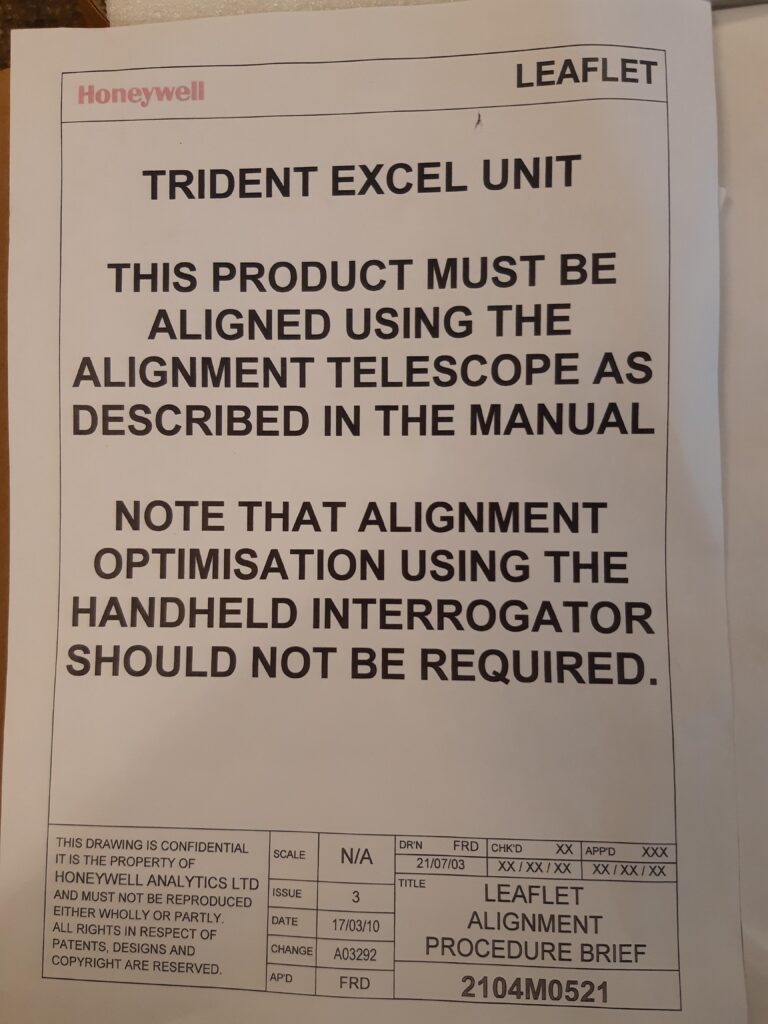 Honeywell
LEAFLET
TRIDENT EXCEL UNIT
THIS PRODUCT MUST BE
ALIGNED USING THE
ALIGNMENT TELESCOPE AS
DESCRIBED IN THE MANUAL
NOTE THAT ALIGNMENT
OPTIMISATION USING THE
HANDHELD INTERROGATOR
SHOULD NOT BE REQUIRED.
THIS DRAWING IS CONFIDENTIAL
IT IS THE PROPERTY OF
HONEYWELL ANALYTICS LTD
AND MUST NOT BE REPRODUCED
EITHER WHOLLY OR PARTLY.
ALL RIGHTS IN RESPECT OF
PATENTS, DESIGNS AND
COPYRIGHT ARE RESERVED.
SCALE N/A
ISSUE 3
DATE 17/03/10
CHANGE A03292
AP'D FRD
DR'N FRD
21/07/03
CHK'D XX
XX / XX / XX
APP'D XXX
XX / XX / XX
TITLE
LEAFLET
ALIGNMENT
PROCEDURE BRIEF
2104M0521